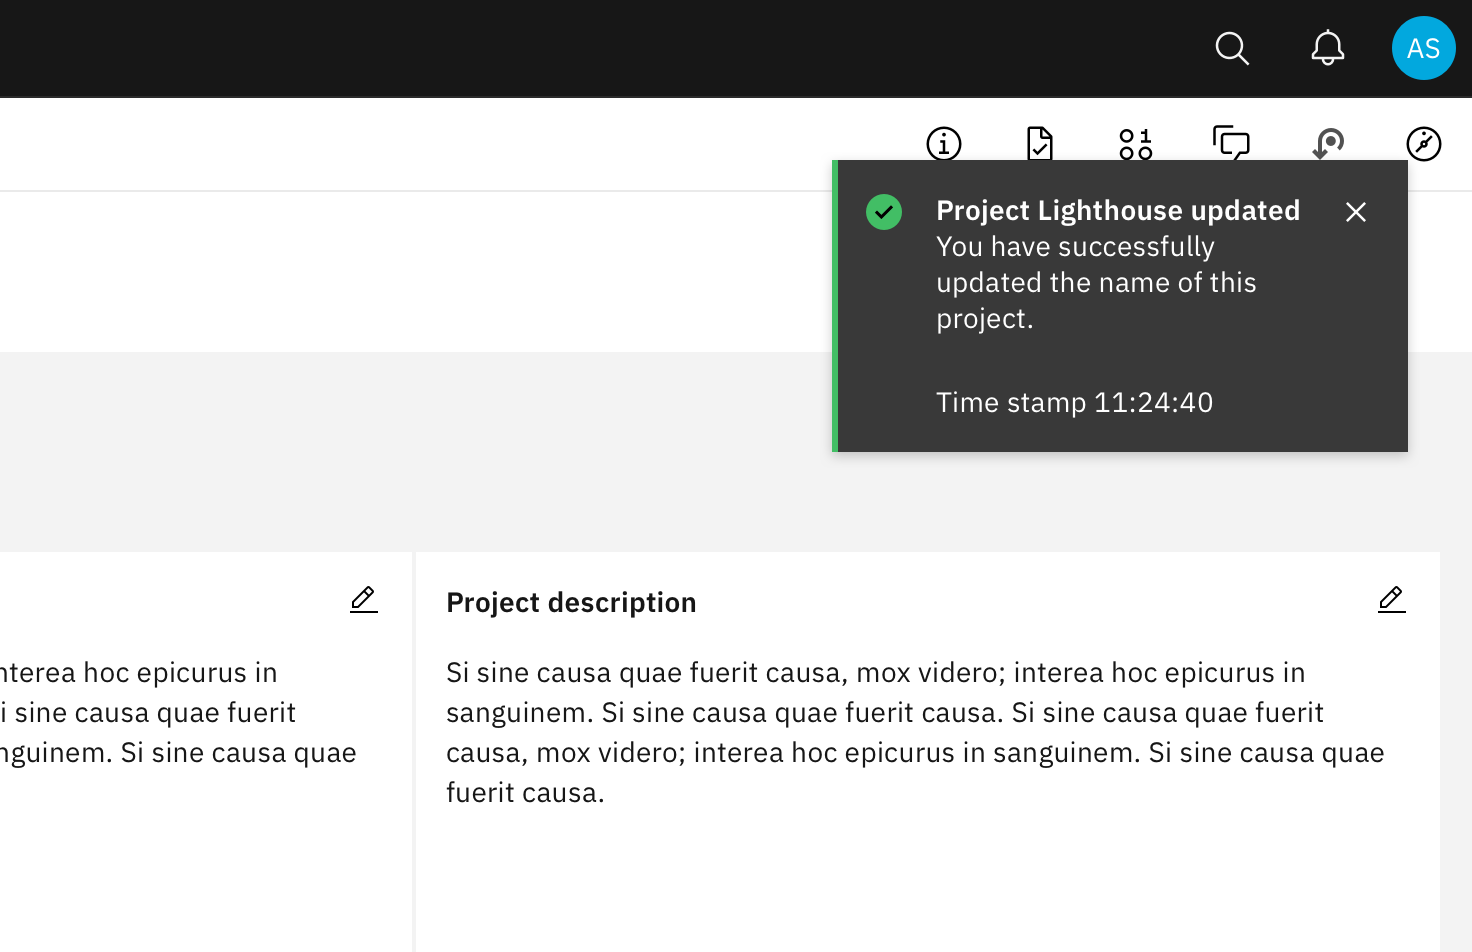 AS
Project Lighthouse updated
You have successfully
updated the name of this
project.
Time stamp 11:24:40
hoc epicurus in
sine causa quae fuerit
Si sine causa quae
Project description
Si sine causa quae fuerit causa, mox videro; interea hoc epicurus in
sanguinem. Si sine causa quae fuerit causa. Si sine causa quae fuerit
causa, mox videro; interea hoc epicurus in sanguinem. Si sine causa quae
fuerit causa.